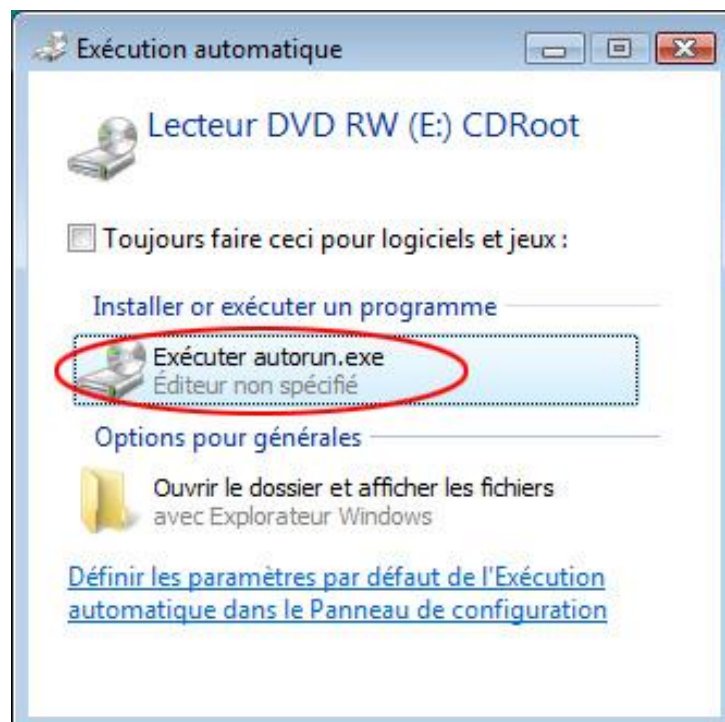 Exécution automatique
Lecteur DVD RW (E:) CDRoot
Toujours faire ceci pour logiciels et jeux :
Installer or exécuter un programme
Exécuter autorun.exe
Éditeur non spécifié
Options pour générales
Ouvrir le dossier et afficher les fichiers
avec Explorateur Windows
Définir les paramètres par défaut de l'Exécution
automatique dans le Panneau de configuration